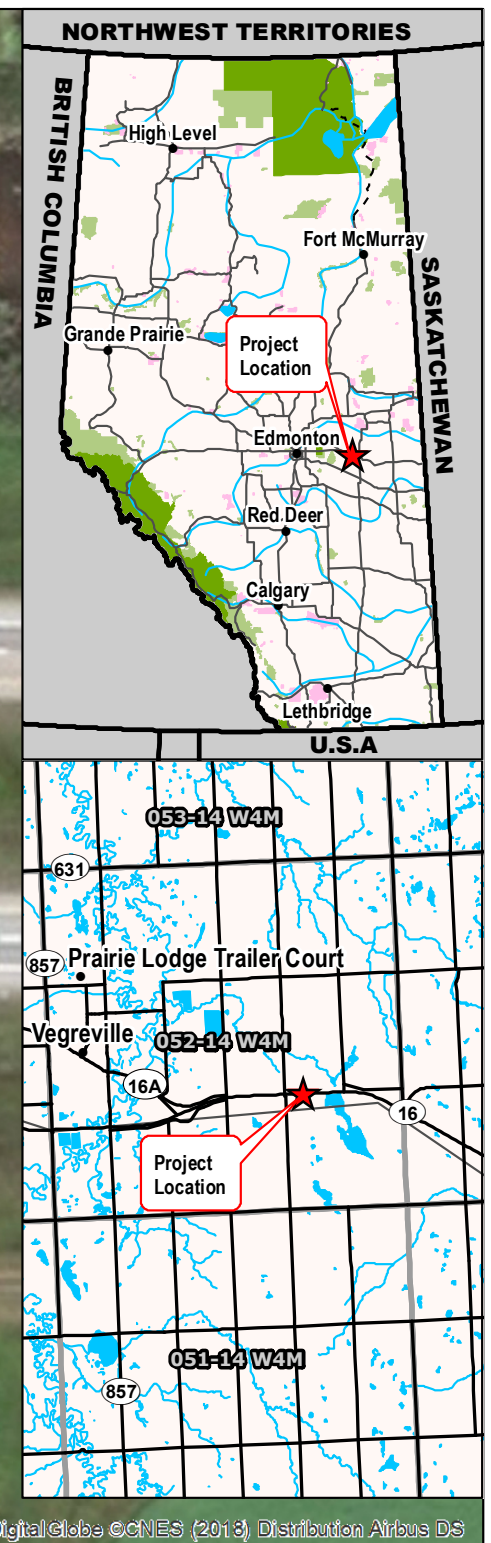 NORTHWEST TERRITORIES
BRITISH COLUMBIA
High Level
Fort McMurray
SASKATCHEWAN
Grande Prairie
Project
Location
Edmonton
Red Deer
Calgary
Lethbridge
U.S.A
053-14 W4M
631
857
Prairie Lodge Trailer Court
Vegreville
052-14 W4M
16A
16
Project
Location
051-14 W4M
857
DigitalGlobe ©CNES (2018) Distribution Airbus DS